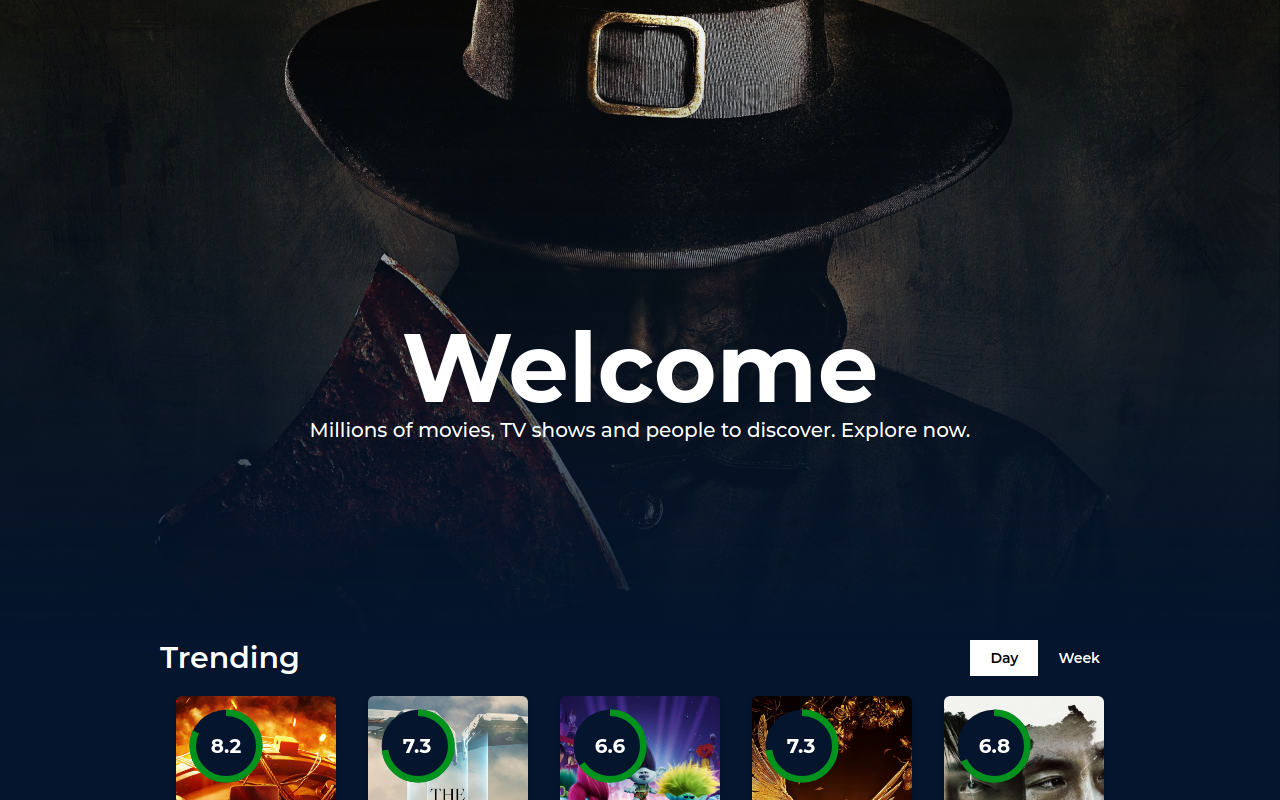 Welcome
Millions of movies, TV shows and people to discover. Explore now.
Trending
Day
Week
8.2
7.3
6.6
7.3
6.8
THE